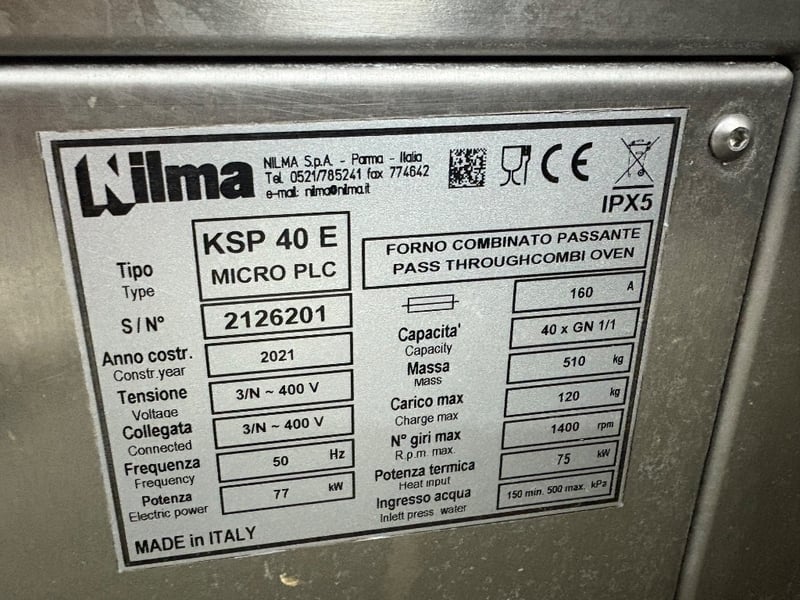 Nilma
NILMA S.p.A. - Parma - Italia
Tel. 0521/785241 fax 774642
e-mail: nilma@nilma.it
CE
IPX5
Tipo
Type
KSP 40 E
MICRO PLC
FORNO COMBINATO PASSANTE
PASS THROUGHCOMBI OVEN
S/N° 2126201
Anno costr.
Constr.year
2021
Tensione
Voltage
3/N ~ 400 V
Collegata
Connected
3/N ~ 400 V
Frequenza
Frequency
50 Hz
Potenza
Electric power
77 kW
160 A
Capacita'
Capacity
40 x GN 1/1
Massa
Mass
510 kg
Carico max
Charge max
120 kg
N° giri max
R.p.m. max.
1400 rpm
Potenza termica
Heat input
75 kW
Ingresso acqua
Inlett press. water
150 min. 500 max. kPa
MADE in ITALY